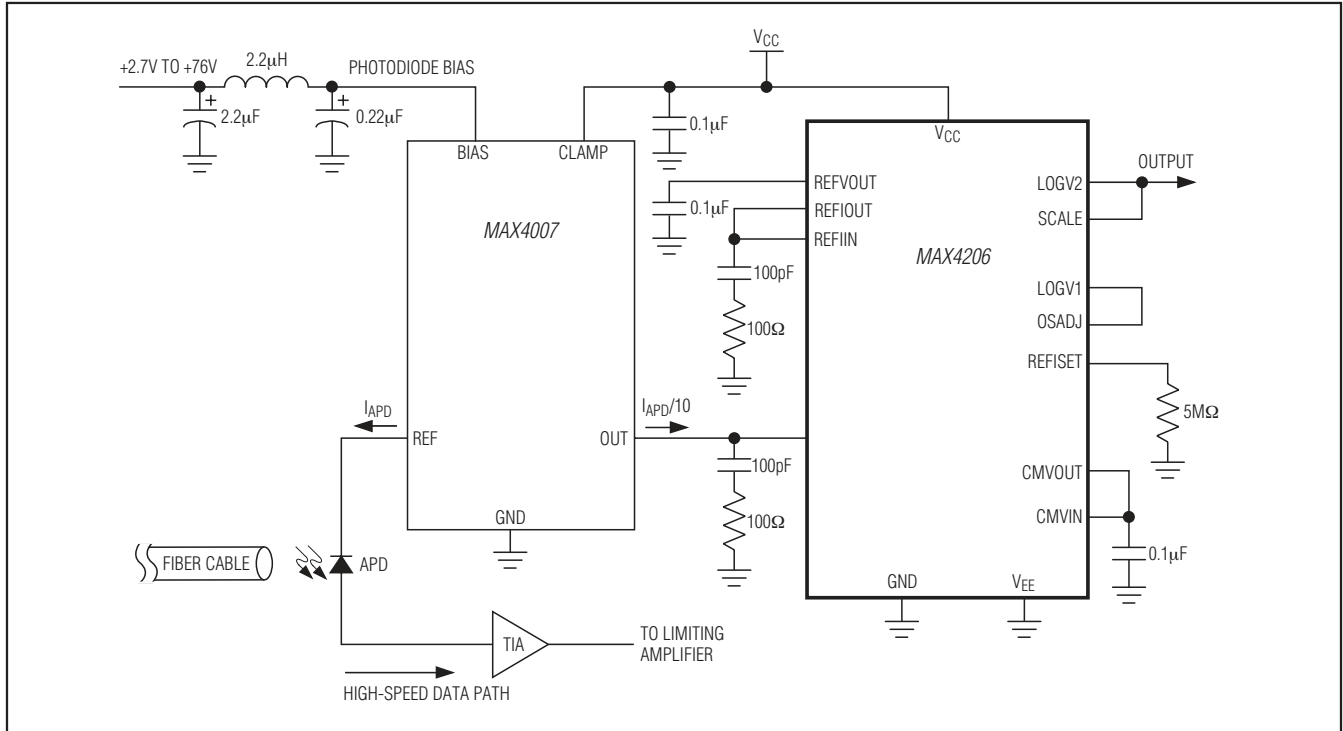 +2.7V TO +76V
2.2μH
PHOTODIODE BIAS
2.2μF
+
0.22μF
+
VCC
0.1μF
BIAS
CLAMP
MAX4007
REF
OUT
GND
IAPD
IAPD/10
0.1μF
100pF
100Ω
100pF
100Ω
VCC
REFVOUT
REFIOUT
REFIIN
MAX4206
LOGV2
SCALE
OUTPUT
LOGV1
OSADJ
REFISET
5MΩ
CMVOUT
CMVIN
0.1μF
GND
VEE
FIBER CABLE
APD
TIA
TO LIMITING
AMPLIFIER
HIGH-SPEED DATA PATH